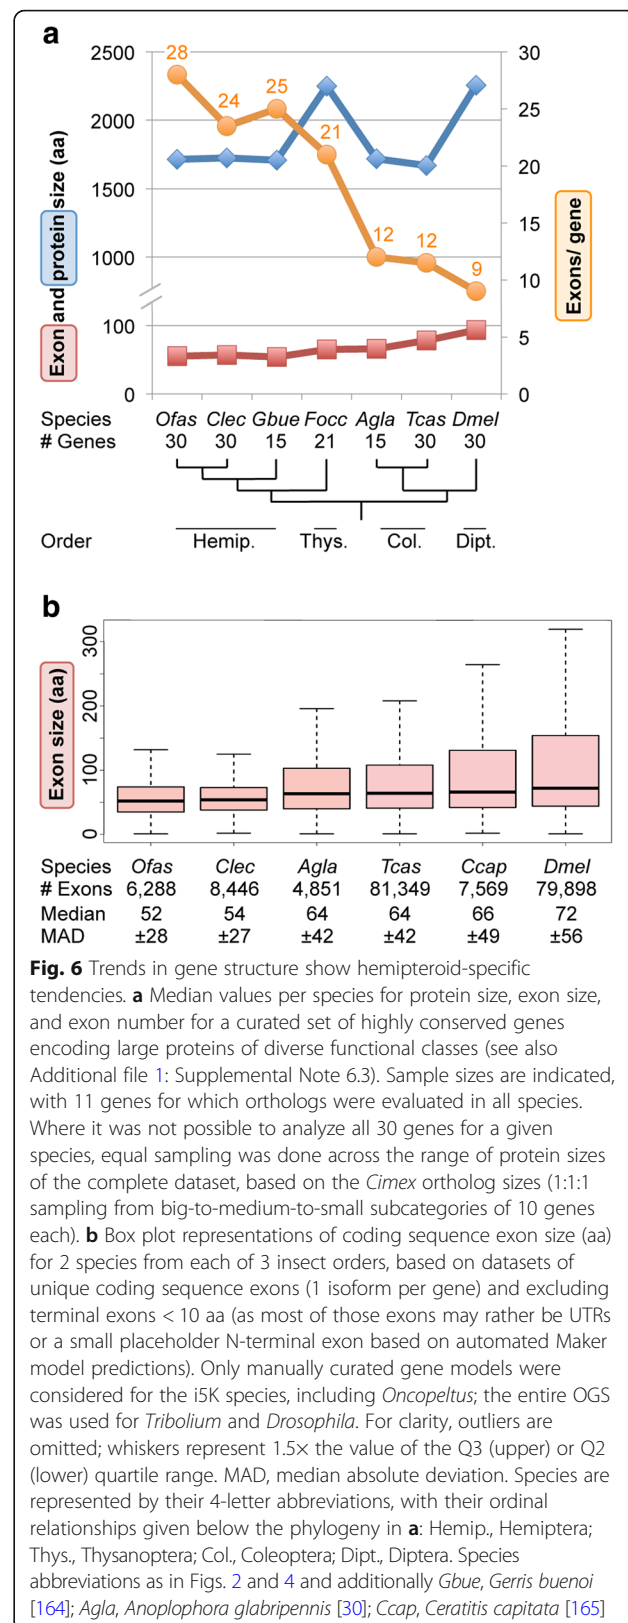 a
2500
2000
1500
1000
100
0
Exon and protein size (aa)
28
24
25
21
12
12
9
30
25
20
15
10
5
0
Exons/ gene
Species Ofas Clec Gbue Focc Agla Tcas Dmel
# Genes 30 30 15 21 15 30 30
Order Hemip. Thys. Col. Dipt.
b
Exon size (aa)
300
200
100
0
Species Ofas Clec Agla Tcas Ccap Dmel
# Exons 6,288 8,446 4,851 81,349 7,569 79,898
Median 52 54 64 64 66 72
MAD ±28 ±27 ±42 ±42 ±49 ±56
Fig. 6 Trends in gene structure show hemipteroid-specific
tendencies. a Median values per species for protein size, exon size,
and exon number for a curated set of highly conserved genes
encoding large proteins of diverse functional classes (see also
Additional file 1: Supplemental Note 6.3). Sample sizes are indicated,
with 11 genes for which orthologs were evaluated in all species.
Where it was not possible to analyze all 30 genes for a given
species, equal sampling was done across the range of protein sizes
of the complete dataset, based on the Cimex ortholog sizes (1:1:1
sampling from big-to-medium-to-small subcategories of 10 genes
each). b Box plot representations of coding sequence exon size (aa)
for 2 species from each of 3 insect orders, based on datasets of
unique coding sequence exons (1 isoform per gene) and excluding
terminal exons < 10 aa (as most of those exons may rather be UTRs
or a small placeholder N-terminal exon based on automated Maker
model predictions). Only manually curated gene models were
considered for the i5K species, including Oncopeltus; the entire OGS
was used for Tribolium and Drosophila. For clarity, outliers are
omitted; whiskers represent 1.5× the value of the Q3 (upper) or Q2
(lower) quartile range. MAD, median absolute deviation. Species are
represented by their 4-letter abbreviations, with their ordinal
relationships given below the phylogeny in a: Hemip., Hemiptera;
Thys., Thysanoptera; Col., Coleoptera; Dipt., Diptera. Species
abbreviations as in Figs. 2 and 4 and additionally Gbue, Gerris buenoi
[164]; Agla, Anoplophora glabripennis [30]; Ccap, Ceratitis capitata [165]